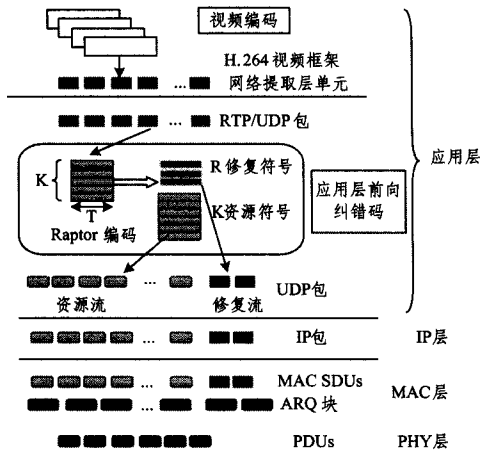 视频编码
H.264 视频框架
网络提取层单元
...
RTP/UDP 包
...
应用层
R 修复符号
K
K资源符号
T
Raptor 编码
应用层前向
纠错码
...
UDP包
资源流
修复流
...
IP包
IP层
...
MAC SDUs
MAC层
...
ARQ 块
PDUs
PHY层